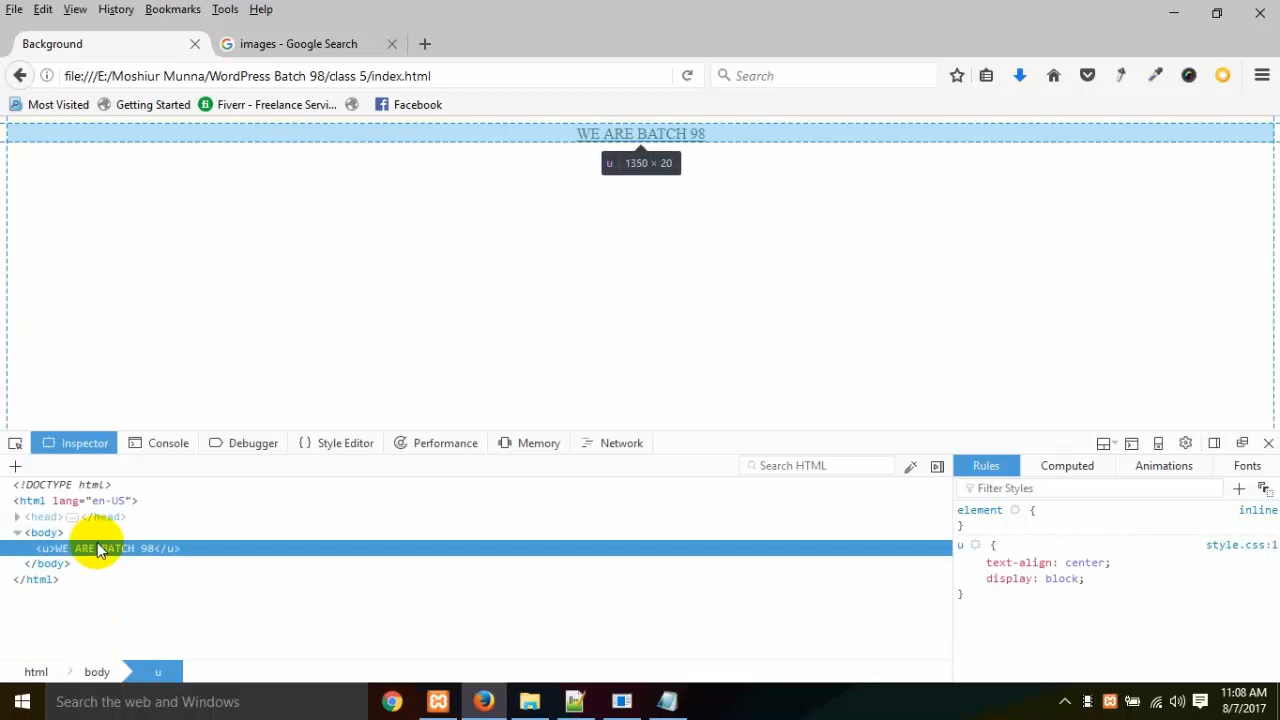 File Edit View History Bookmarks Tools Help
Background
images - Google Search
file:///E:/Moshiur Munna/WordPress Batch 98/class 5/index.html
Search
Most Visited Getting Started Fiverr - Freelance Servi... Facebook
WE ARE BATCH 98
u 1350 × 20
Inspector Console Debugger Style Editor Performance Memory Network
Search HTML
Rules Computed Animations Fonts
Filter Styles
<!DOCTYPE html>
<html lang="en-US">
<head>...</head>
<body>
<u>WE ARE BATCH 98</u>
</body>
</html>
element { inline
}
u { style.css:1
text-align: center;
display: block;
}
html body u
Search the web and Windows
11:08 AM
8/7/2017